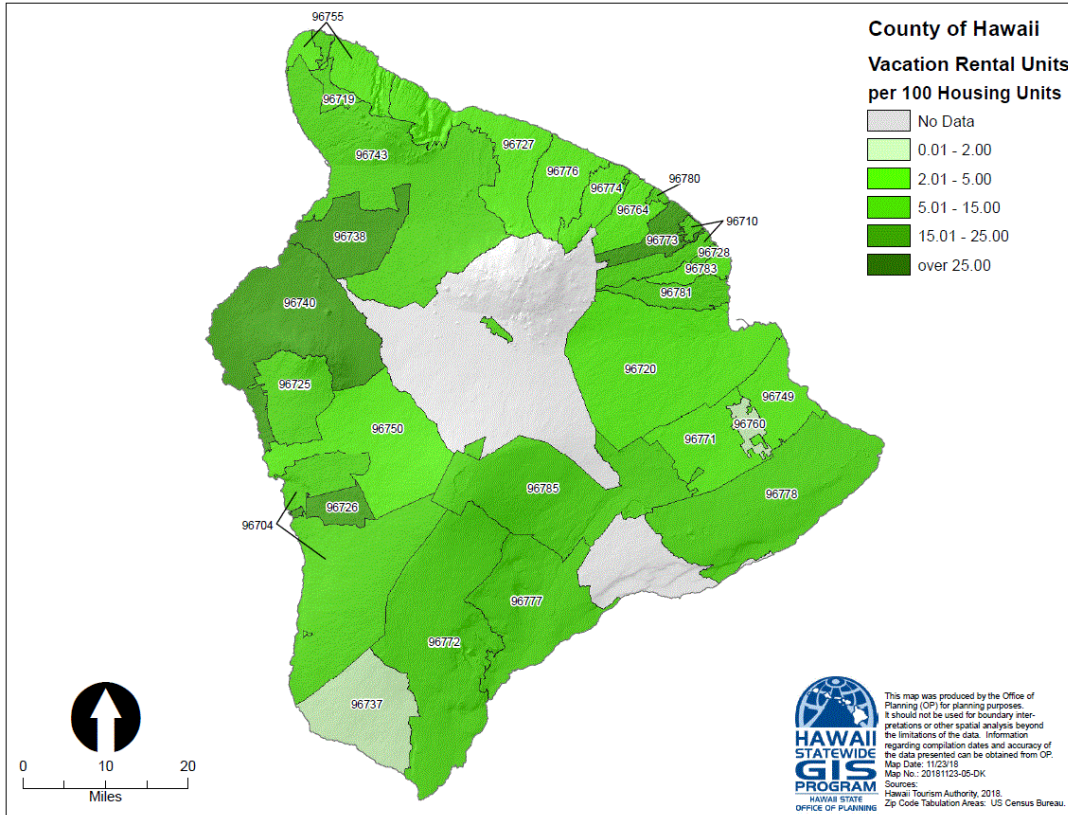 County of Hawaii
Vacation Rental Units
per 100 Housing Units
No Data
0.01 - 2.00
2.01 - 5.00
5.01 - 15.00
15.01 - 25.00
over 25.00
96755
96719
96743
96727
96776
96780
96774
96764
96710
96773
96728
96738
96783
96781
96740
96720
96725
96749
96760
96750
96771
96785
96778
96726
96704
96777
96772
96737
0 10 20
Miles
HAWAII
STATEWIDE
GIS
PROGRAM
HAWAII STATE
OFFICE OF PLANNING
This map was produced by the Office of
Planning (OP) for planning purposes.
It should not be used for boundary inter-
pretations or other spatial analysis beyond
the limitations of the data. Information
regarding compilation dates and accuracy of
the data presented can be obtained from OP.
Map Date: 11/23/18
Map No.: 20181123-05-DK
Sources:
Hawaii Tourism Authority, 2018.
Zip Code Tabulation Areas: US Census Bureau.